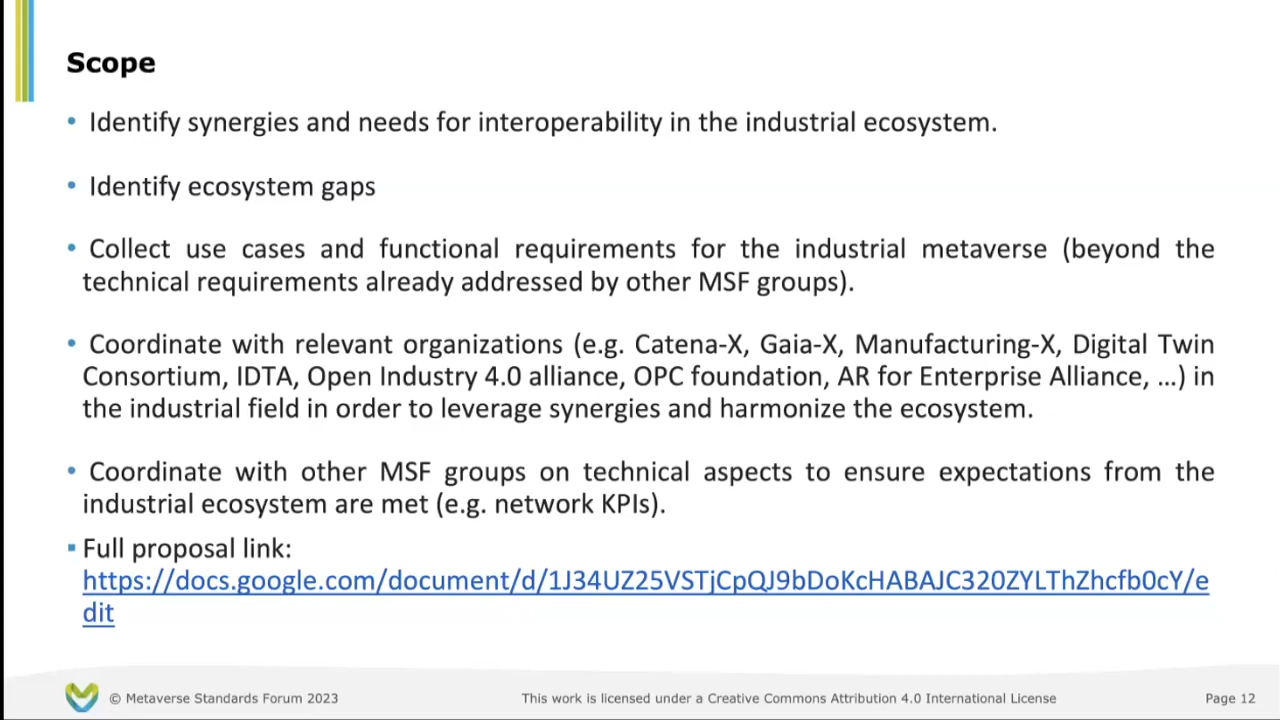 Scope
• Identify synergies and needs for interoperability in the industrial ecosystem.
• Identify ecosystem gaps
• Collect use cases and functional requirements for the industrial metaverse (beyond the
technical requirements already addressed by other MSF groups).
• Coordinate with relevant organizations (e.g. Catena-X, Gaia-X, Manufacturing-X, Digital Twin
Consortium, IDTA, Open Industry 4.0 alliance, OPC foundation, AR for Enterprise Alliance, ...) in
the industrial field in order to leverage synergies and harmonize the ecosystem.
• Coordinate with other MSF groups on technical aspects to ensure expectations from the
industrial ecosystem are met (e.g. network KPIs).
▪ Full proposal link:
https://docs.google.com/document/d/1J34UZ25VSTjCpQJ9bDoKcHABAJC320ZYLThZhcfb0cY/e
dit
© Metaverse Standards Forum 2023
This work is licensed under a Creative Commons Attribution 4.0 International License
Page 12